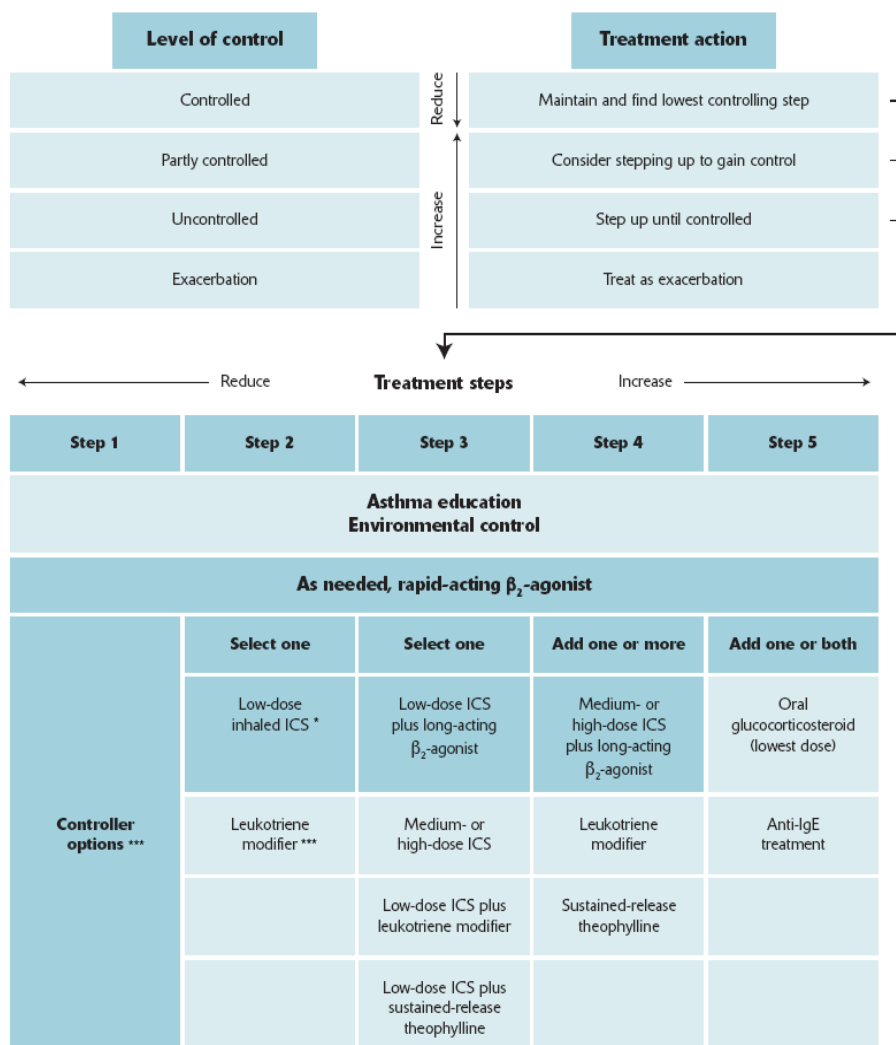 Level of control
Treatment action
Controlled
Reduce
Maintain and find lowest controlling step
Partly controlled
Increase
Consider stepping up to gain control
Uncontrolled
Step up until controlled
Exacerbation
Treat as exacerbation
Reduce
Treatment steps
Increase
Step 1
Step 2
Step 3
Step 4
Step 5
Asthma education
Environmental control
As needed, rapid-acting β₂-agonist
Controller
options ***
Select one
Select one
Add one or more
Add one or both
Low-dose
inhaled ICS *
Low-dose ICS
plus long-acting
β₂-agonist
Medium- or
high-dose ICS
plus long-acting
β₂-agonist
Oral
glucocorticosteroid
(lowest dose)
Leukotriene
modifier ***
Medium- or
high-dose ICS
Leukotriene
modifier
Anti-IgE
treatment
Low-dose ICS plus
leukotriene modifier
Sustained-release
theophylline
Low-dose ICS plus
sustained-release
theophylline